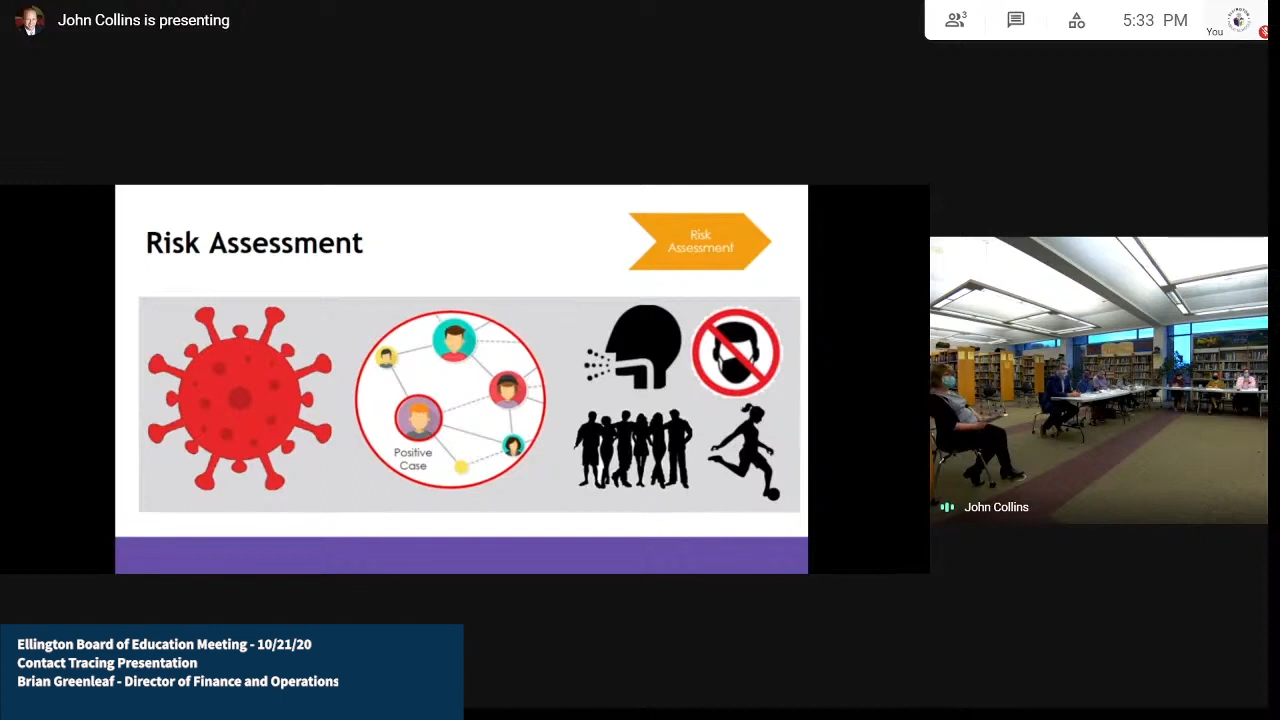 John Collins is presenting
3
5:33 PM
You
Risk Assessment
Risk
Assessment
Positive
Case
John Collins
Ellington Board of Education Meeting - 10/21/20
Contact Tracing Presentation
Brian Greenleaf - Director of Finance and Operations